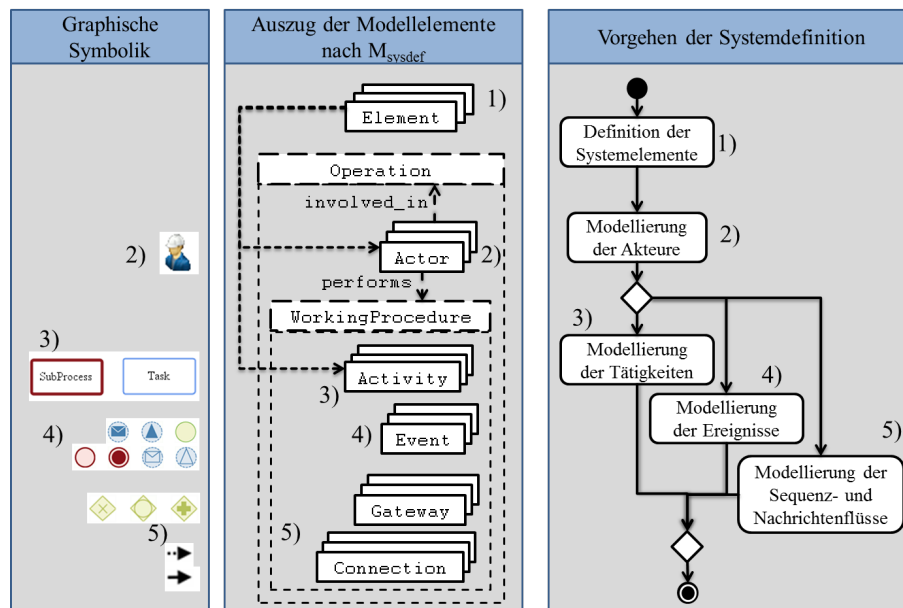 Graphische
Symbolik
2)
3)
SubProcess
Task
4)
5)
Auszug der Modellelemente
nach Msysdef
1)
Element
Operation
involved_in
2)
Actor
performs
WorkingProcedure
Activity
3)
4)
Event
Gateway
5)
Connection
Vorgehen der Systemdefinition
Definition der
Systemelemente
1)
Modellierung
der Akteure
2)
3)
Modellierung
der Tätigkeiten
4)
Modellierung
der Ereignisse
5)
Modellierung der
Sequenz- und
Nachrichtenflüsse